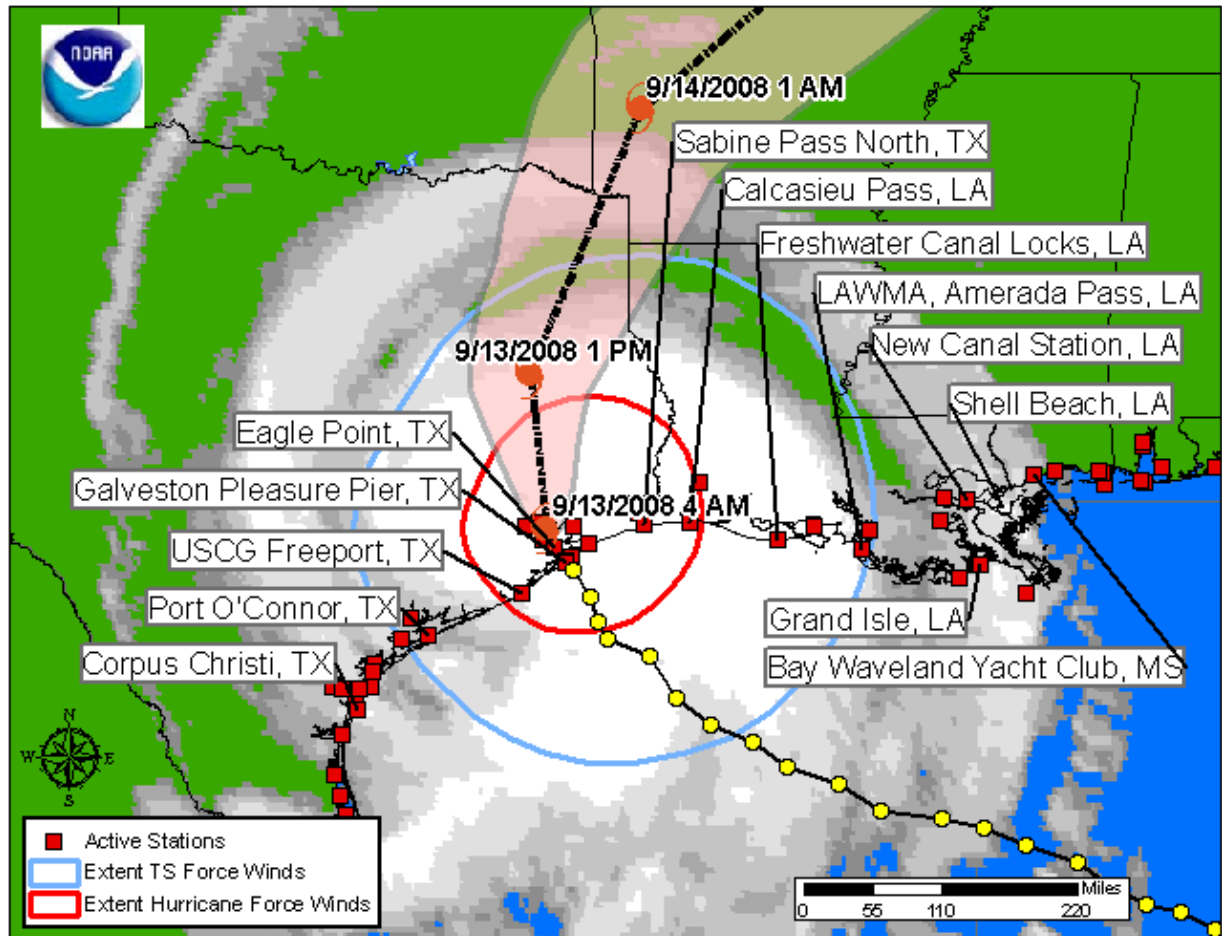 NOAA
9/14/2008 1 AM
Sabine Pass North, TX
Calcasieu Pass, LA
Freshwater Canal Locks, LA
LAWMA, Amerada Pass, LA
9/13/2008 1 PM
New Canal Station, LA
Shell Beach, LA
Eagle Point, TX
Galveston Pleasure Pier, TX
9/13/2008 4 AM
USCG Freeport, TX
Port O'Connor, TX
Grand Isle, LA
Corpus Christi, TX
Bay Waveland Yacht Club, MS
N
W E
S
Active Stations
Extent TS Force Winds
Extent Hurricane Force Winds
Miles
0 55 110 220